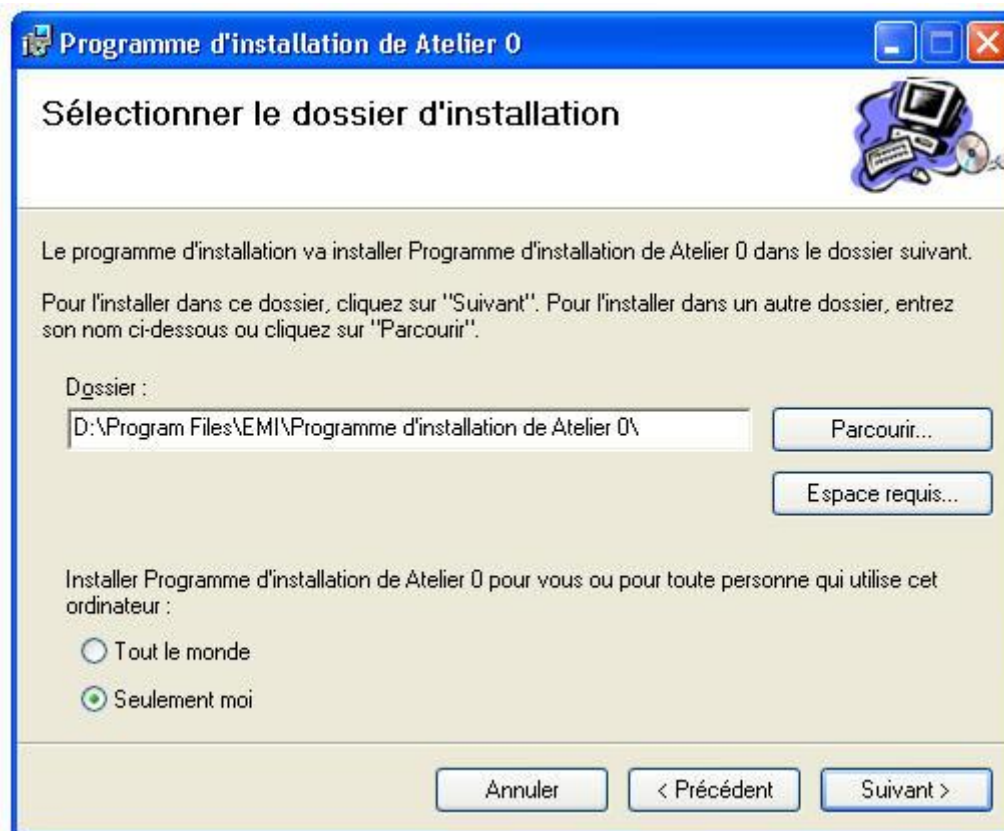 Programme d'installation de Atelier 0
Sélectionner le dossier d'installation
Le programme d'installation va installer Programme d'installation de Atelier 0 dans le dossier suivant.
Pour l'installer dans ce dossier, cliquez sur "Suivant". Pour l'installer dans un autre dossier, entrez
son nom ci-dessous ou cliquez sur "Parcourir".
Dossier :
D:\Program Files\EMI\Programme d'installation de Atelier 0\
Parcourir...
Espace requis...
Installer Programme d'installation de Atelier 0 pour vous ou pour toute personne qui utilise cet
ordinateur :
Tout le monde
Seulement moi
Annuler
< Précédent
Suivant >